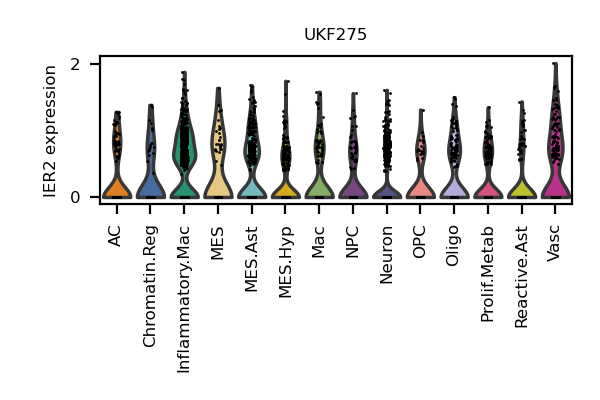 UKF275
IER2 expression
2
0
AC
Chromatin.Reg
Inflammatory.Mac
MES
MES.Ast
MES.Hyp
Mac
NPC
Neuron
OPC
Oligo
Prolif.Metab
Reactive.Ast
Vasc